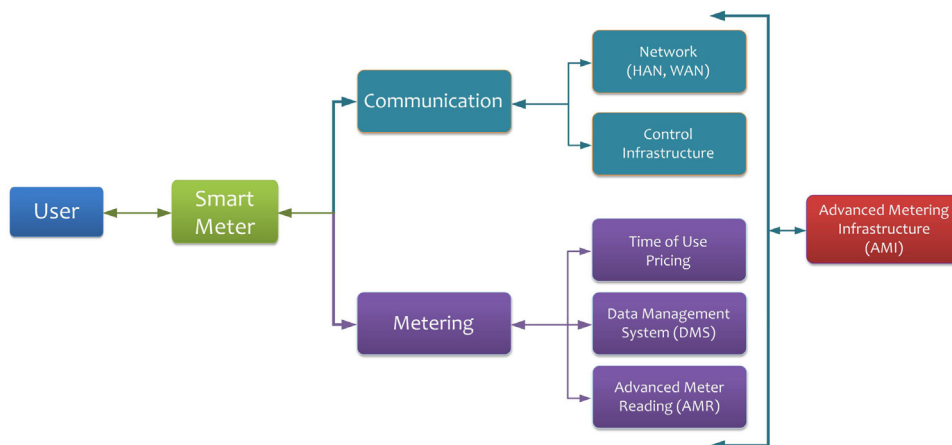 User
Smart
Meter
Communication
Metering
Network
(HAN, WAN)
Control
Infrastructure
Time of Use
Pricing
Data Management
System (DMS)
Advanced Meter
Reading (AMR)
Advanced Metering
Infrastructure
(AMI)